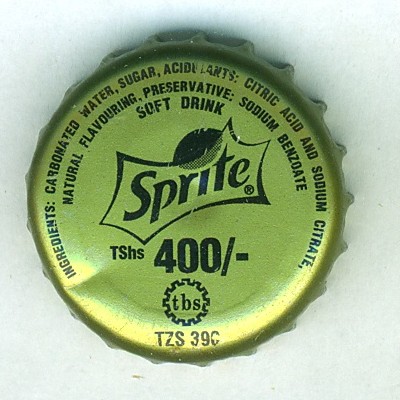 INGREDIENTS: CARBONATED WATER, SUGAR, ACIDULANTS: CITRIC ACID AND SODIUM CITRATE,
NATURAL FLAVOURING, PRESERVATIVE: SODIUM BENZOATE
SOFT DRINK
Sprite®
TShs 400/-
tbs
TZS